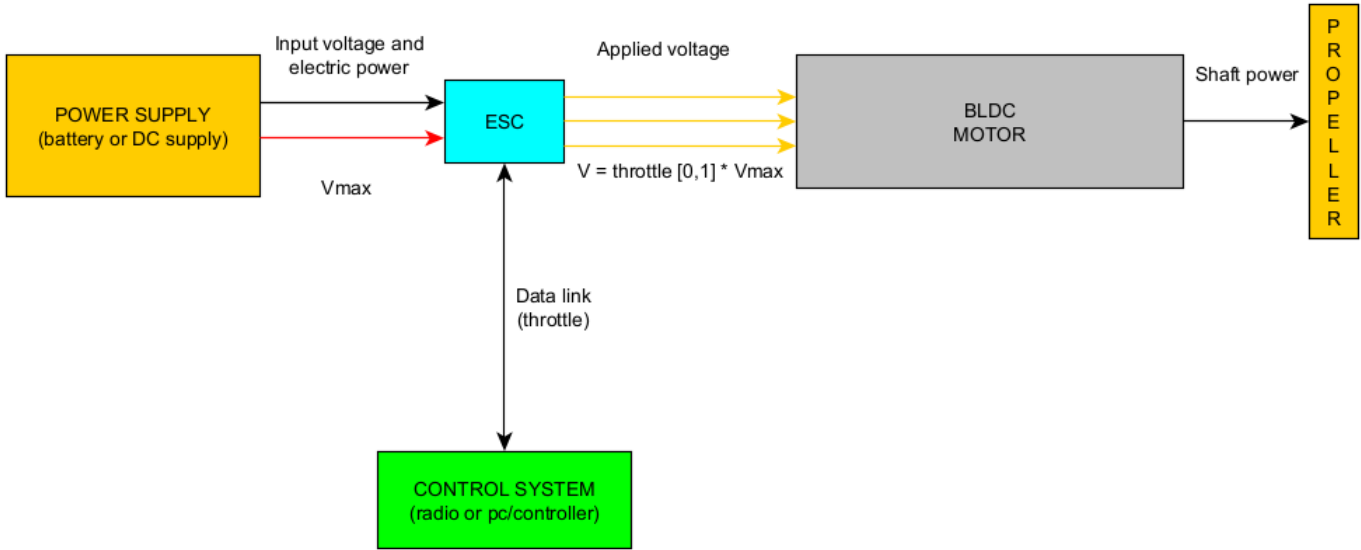 Input voltage and
electric power
Applied voltage
Shaft power
POWER SUPPLY
(battery or DC supply)
ESC
BLDC
MOTOR
P
R
O
P
E
L
L
E
R
Vmax
V = throttle [0,1] * Vmax
Data link
(throttle)
CONTROL SYSTEM
(radio or pc/controller)